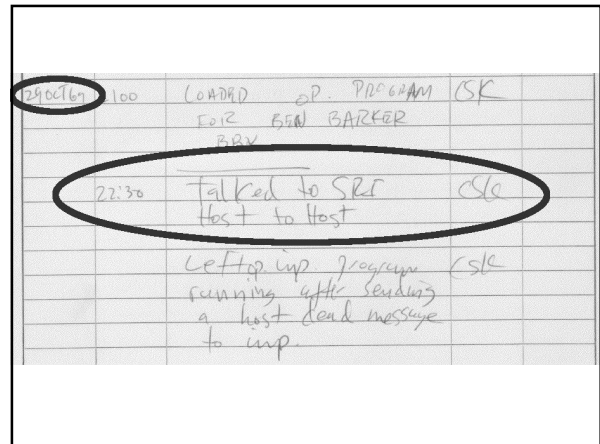 29OCT69 2100 LOADED OP. PROGRAM CSK
FOR BEN BARKER
BBN
22:30 Talked to SRI CSK
Host to Host
Left op. imp. program CSK
running after sending
a host dead message
to imp.